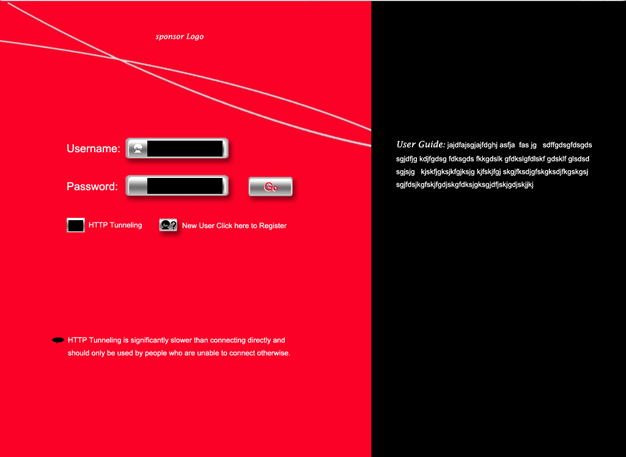 sponsor Logo
Username:
Password:
Go
HTTP Tunneling
New User Click here to Register
HTTP Tunneling is significantly slower than connecting directly and
should only be used by people who are unable to connect otherwise.
User Guide: jajdfajsgjajfdghj asfja fas jg sdffgdsgfdsgds
sgjdfjg kdjfgdsg fdksgds fkkgdslk gfdkslgfdlskf gdsklf glsdsd
sgjsjg kjskfjgksjkfgjksjg kjfskjfgj skgjfksdjgfskgksdjfkgskgsj
sgjfdsjkgfskjfgdjskgfdksjgksgjdfjskjgdjskjjkj